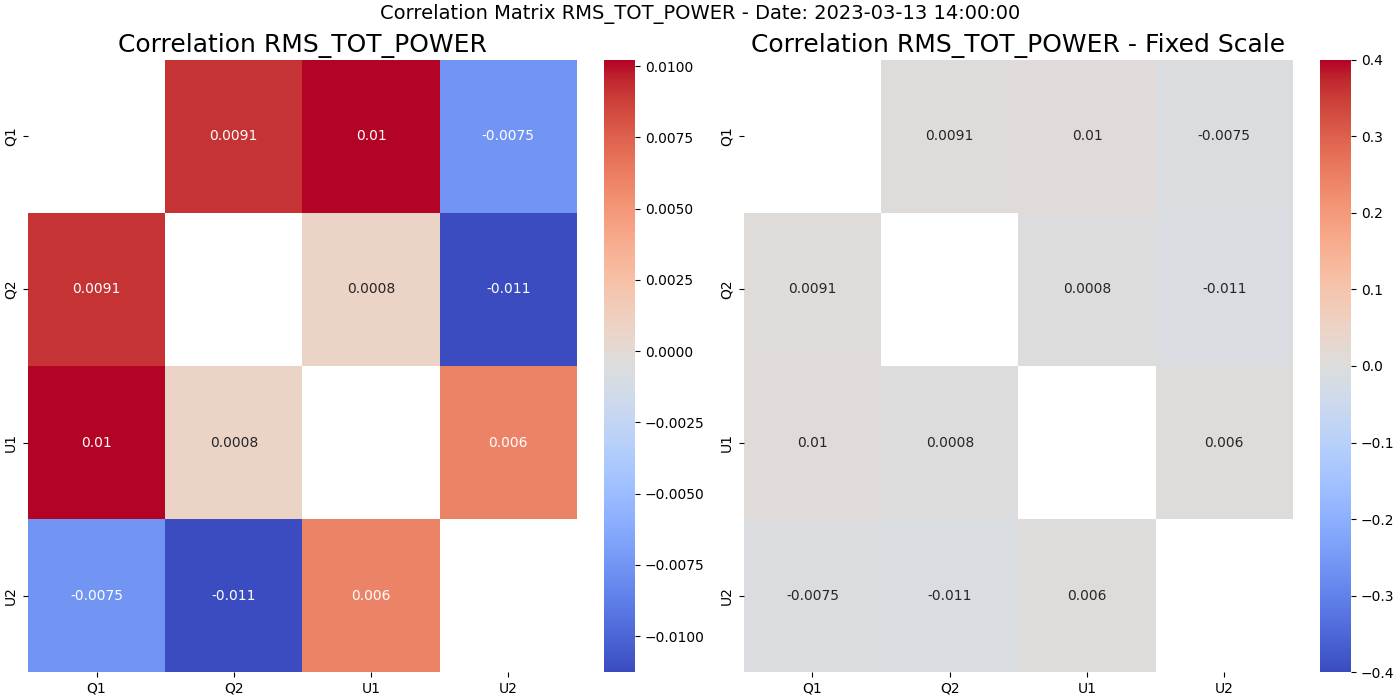 Correlation Matrix RMS_TOT_POWER - Date: 2023-03-13 14:00:00
Correlation RMS_TOT_POWER
Q1
0.0091
0.01
-0.0075
Q2
0.0091
0.0008
-0.011
U1
0.01
0.0008
0.006
U2
-0.0075
-0.011
0.006
Q1
Q2
U1
U2
0.0100
0.0075
0.0050
0.0025
0.0000
−0.0025
−0.0050
−0.0075
−0.0100
Correlation RMS_TOT_POWER - Fixed Scale
Q1
0.0091
0.01
-0.0075
Q2
0.0091
0.0008
-0.011
U1
0.01
0.0008
0.006
U2
-0.0075
-0.011
0.006
Q1
Q2
U1
U2
0.4
0.3
0.2
0.1
0.0
−0.1
−0.2
−0.3
−0.4